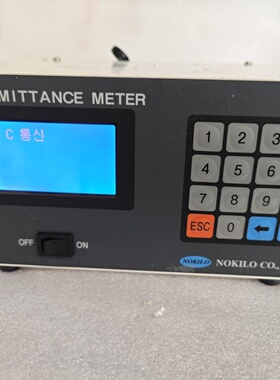 MITTANCE METER
C 통신
1 2 3
4 5 6
7 8 9
ESC 0 ←
OFF ON
NOKILO NOKILO CO.,